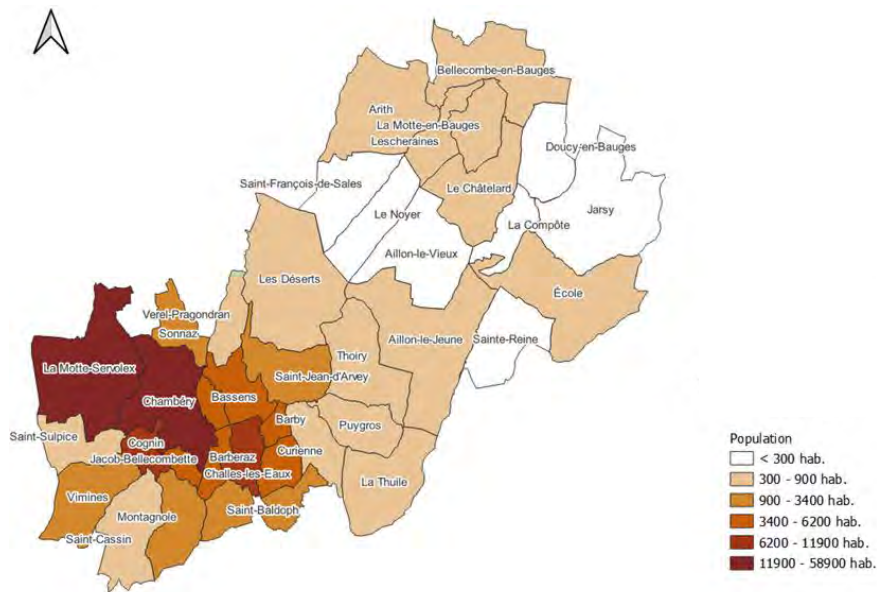 Bellecombe-en-Bauges
Arith
La Motte-en-Bauges
Lescheraines
Doucy-en-Bauges
Saint-François-de-Sales
Le Châtelard
Le Noyer
La Compôte
Jarsy
Aillon-le-Vieux
Les Déserts
École
Verel-Pragondran
Sonnaz
Aillon-le-Jeune
Sainte-Reine
Thoiry
La Motte-Servolex
Saint-Jean-d'Arvey
Chambéry
Bassens
Barby
Puygros
Saint-Sulpice
Cognin
Curienne
Jacob-Bellecombette
Barberaz
Challes-les-Eaux
La Thuile
Vimines
Montagnole
Saint-Baldoph
Saint-Cassin
Population
< 300 hab.
300 - 900 hab.
900 - 3400 hab.
3400 - 6200 hab.
6200 - 11900 hab.
11900 - 58900 hab.